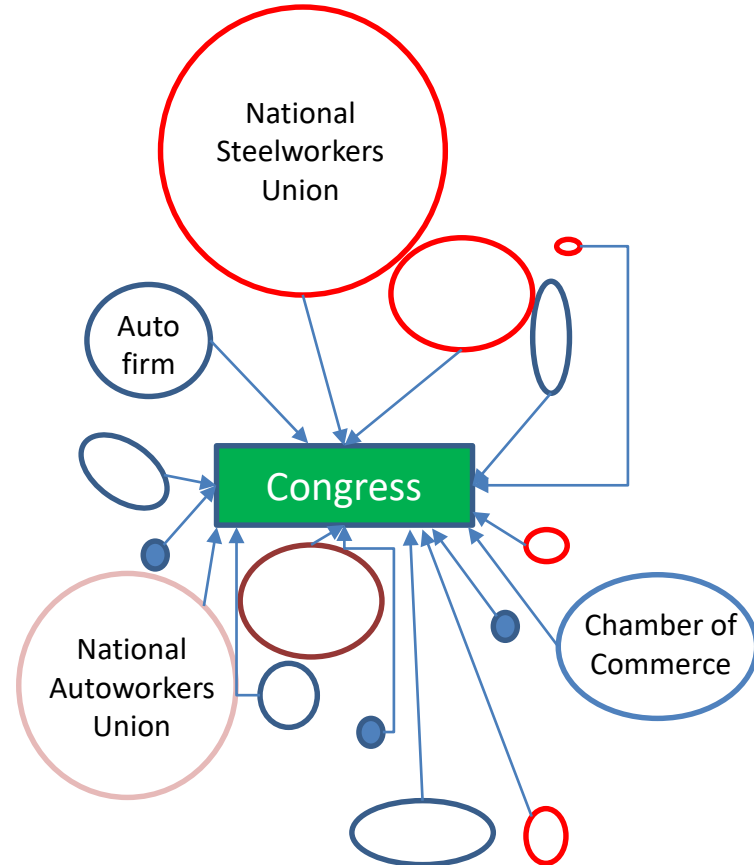 National
Steelworkers
Union
Auto
firm
Congress
National
Autoworkers
Union
Chamber of
Commerce